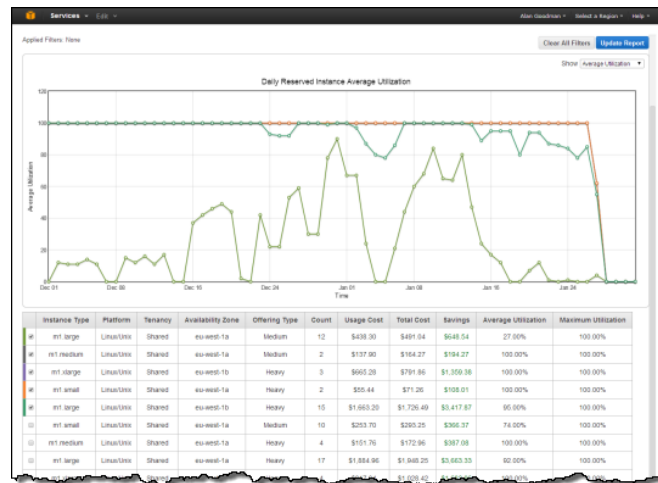 Services Edit Alan Goodman Select a Region Help
Applied Filters: None Clear All Filters Update Report
Show Average Utilization
Daily Reserved Instance Average Utilization
120
100
80
60
40
20
0
Average Utilization
Dec 01 Dec 08 Dec 16 Dec 24 Jan 01 Jan 08 Jan 16 Jan 24
Time
Instance Type Platform Tenancy Availability Zone Offering Type Count Usage Cost Total Cost Savings Average Utilization Maximum Utilization
m1.large Linux/Unix Shared eu-west-1a Medium 12 $438.30 $491.04 $648.54 27.00% 100.00%
m1.medium Linux/Unix Shared eu-west-1a Medium 2 $137.90 $164.27 $194.27 100.00% 100.00%
m1.xlarge Linux/Unix Shared eu-west-1b Heavy 3 $665.28 $791.86 $1,350.38 100.00% 100.00%
m1.small Linux/Unix Shared eu-west-1a Heavy 2 $55.44 $71.26 $108.01 100.00% 100.00%
m1.large Linux/Unix Shared eu-west-1b Heavy 15 $1,663.20 $1,726.49 $3,417.87 95.00% 100.00%
m1.small Linux/Unix Shared eu-west-1a Medium 10 $253.70 $293.25 $366.37 74.00% 100.00%
m1.medium Linux/Unix Shared eu-west-1a Heavy 4 $151.76 $172.96 $387.08 100.00% 100.00%
m1.large Linux/Unix Shared eu-west-1a Heavy 17 $1,884.96 $1,946.25 $3,663.33 92.00% 100.00%
$1,026.42